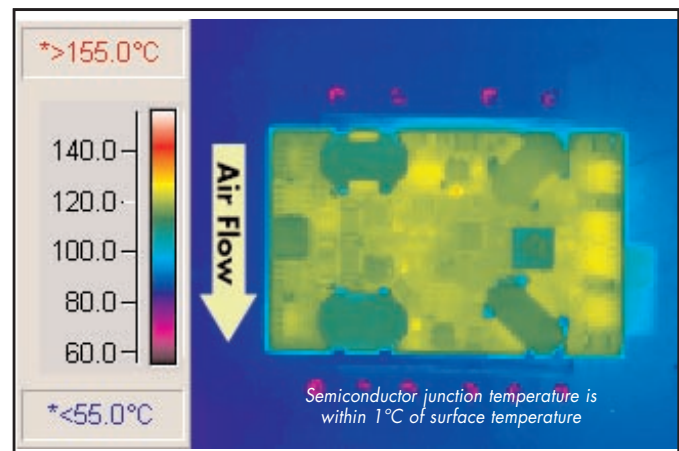 *>155.0°C
140.0
120.0
100.0
80.0
60.0
*<55.0°C
Air Flow
Semiconductor junction temperature is
within 1°C of surface temperature